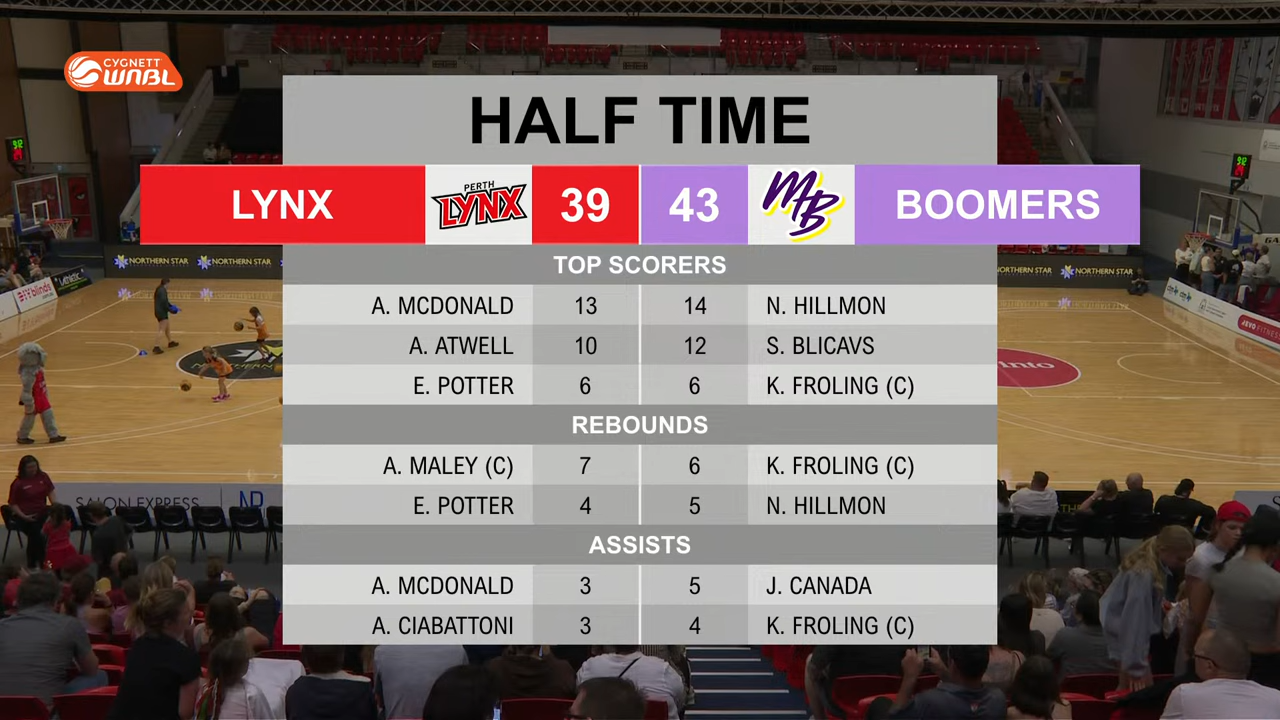 CYGNETT
WNBL
HALF TIME
LYNX PERTH LYNX 39 43 MB BOOMERS
TOP SCORERS
A. MCDONALD 13 14 N. HILLMON
A. ATWELL 10 12 S. BLICAVS
E. POTTER 6 6 K. FROLING (C)
REBOUNDS
A. MALEY (C) 7 6 K. FROLING (C)
E. POTTER 4 5 N. HILLMON
ASSISTS
A. MCDONALD 3 5 J. CANADA
A. CIABATTONI 3 4 K. FROLING (C)
NORTHERN STAR NORTHERN STAR
NORTHERN STAR NORTHERN STAR
SALON EXPRESS